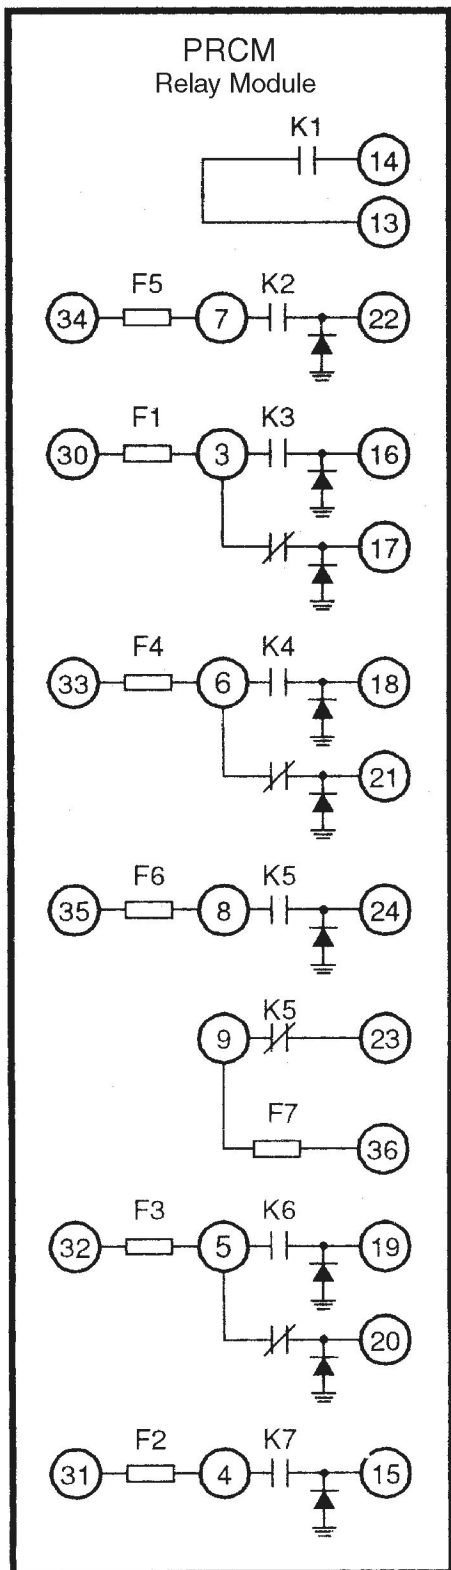 PRCM
Relay Module
K1
14
13
F5 K2
34 7 22
F1 K3
30 3 16
17
F4 K4
33 6 18
21
F6 K5
35 8 24
K5
9 23
F7
36
F3 K6
32 5 19
20
F2 K7
31 4 15